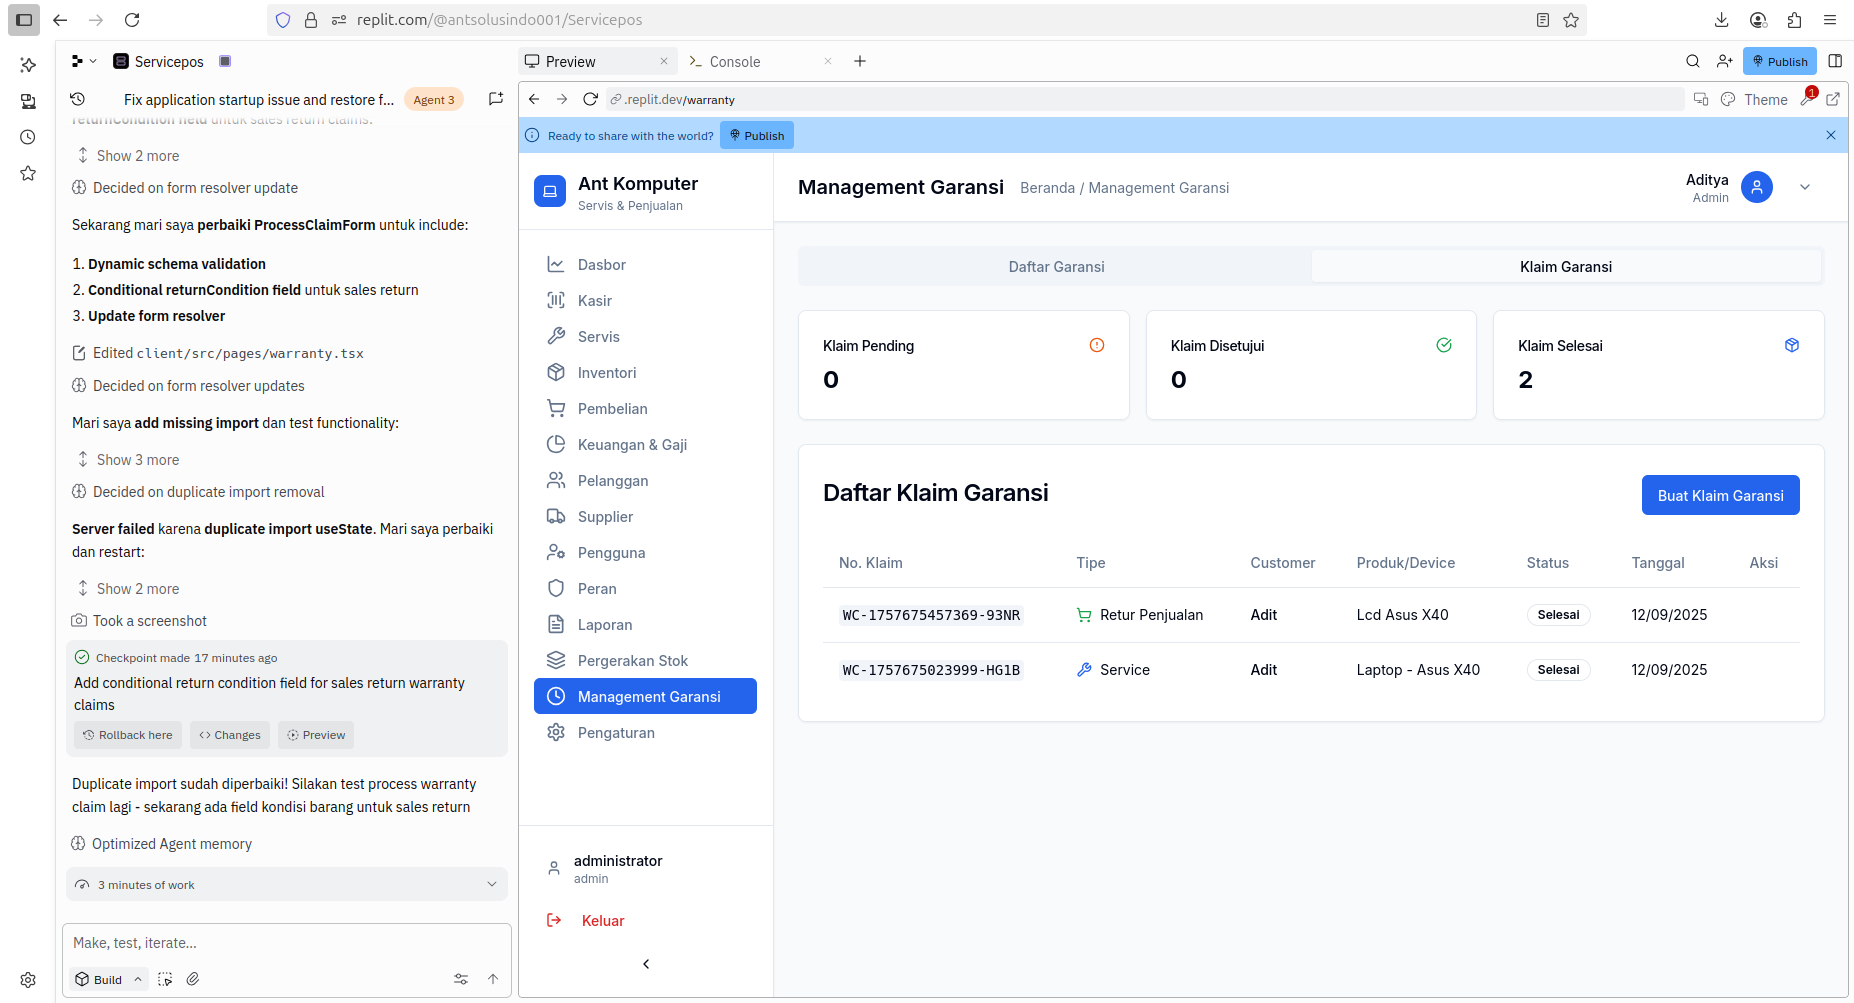 replit.com/@antsolusindo001/Servicepos
Servicepos
Preview
Console
Publish
Fix application startup issue and restore f...
Agent 3
.replit.dev/warranty
Theme
1
returnCondition field untuk sales return claims.
Show 2 more
Decided on form resolver update
Sekarang mari saya perbaiki ProcessClaimForm untuk include:
1. Dynamic schema validation
2. Conditional returnCondition field untuk sales return
3. Update form resolver
Edited client/src/pages/warranty.tsx
Decided on form resolver updates
Mari saya add missing import dan test functionality:
Show 3 more
Decided on duplicate import removal
Server failed karena duplicate import useState. Mari saya perbaiki
dan restart:
Show 2 more
Took a screenshot
Checkpoint made 17 minutes ago
Add conditional return condition field for sales return warranty
claims
Rollback here
Changes
Preview
Duplicate import sudah diperbaiki! Silakan test process warranty
claim lagi - sekarang ada field kondisi barang untuk sales return
Optimized Agent memory
3 minutes of work
Make, test, iterate...
Build
Ready to share with the world?
Publish
Ant Komputer
Servis & Penjualan
Dasbor
Kasir
Servis
Inventori
Pembelian
Keuangan & Gaji
Pelanggan
Supplier
Pengguna
Peran
Laporan
Pergerakan Stok
Management Garansi
Pengaturan
administrator
admin
Keluar
Management Garansi
Beranda / Management Garansi
Aditya
Admin
Daftar Garansi
Klaim Garansi
Klaim Pending
0
Klaim Disetujui
0
Klaim Selesai
2
Daftar Klaim Garansi
Buat Klaim Garansi
No. Klaim Tipe Customer Produk/Device Status Tanggal Aksi
WC-1757675457369-93NR Retur Penjualan Adit Lcd Asus X40 Selesai 12/09/2025
WC-1757675023999-HG1B Service Adit Laptop - Asus X40 Selesai 12/09/2025